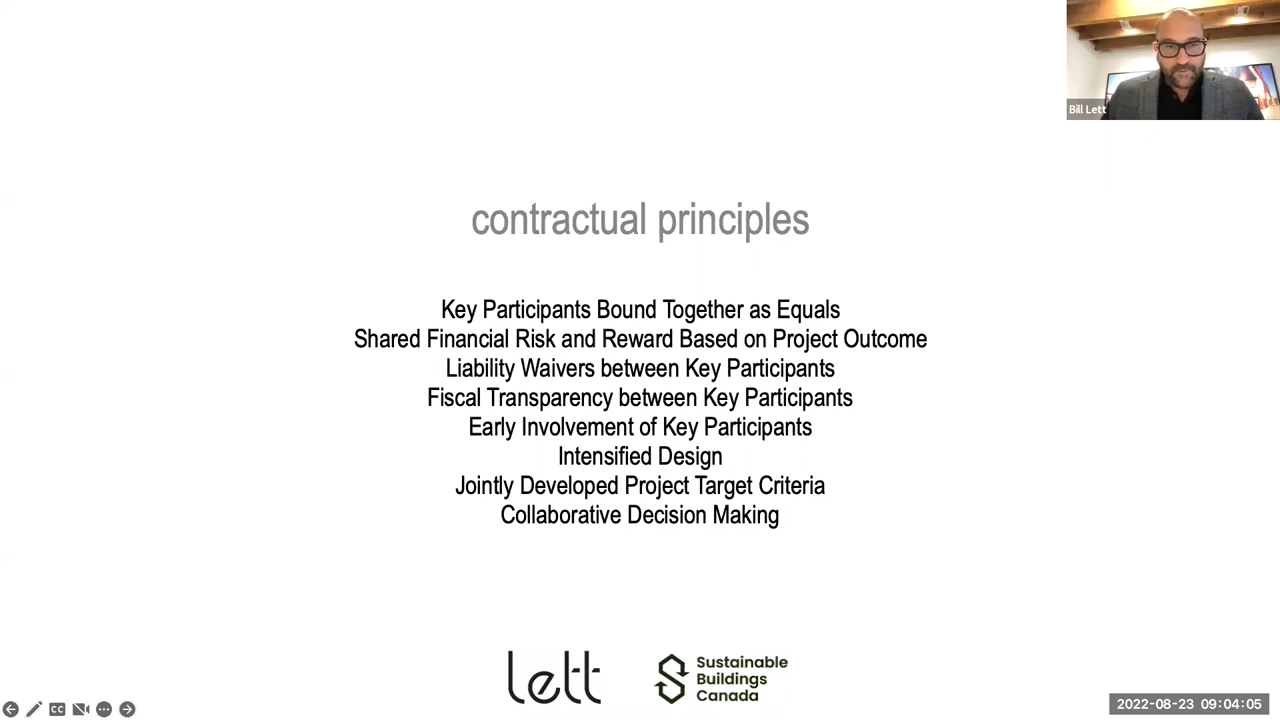 Bill Lett
contractual principles
Key Participants Bound Together as Equals
Shared Financial Risk and Reward Based on Project Outcome
Liability Waivers between Key Participants
Fiscal Transparency between Key Participants
Early Involvement of Key Participants
Intensified Design
Jointly Developed Project Target Criteria
Collaborative Decision Making
lett
Sustainable
Buildings
Canada
CC
2022-08-23 09:04:05